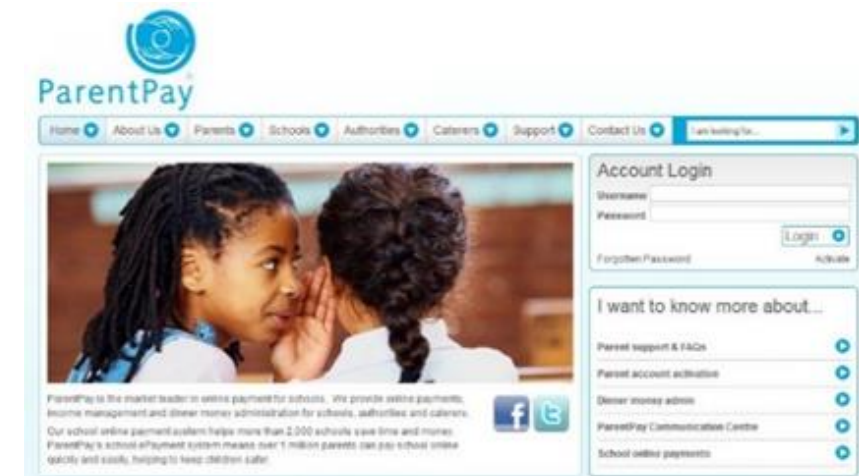 ParentPay
Home About Us Parents Schools Authorities Caterers Support Contact Us I am looking for...
Account Login
Username
Password
Login
Forgotten Password Activate
I want to know more about...
Parent support & FAQs
Parent account activation
Dinner money admin
ParentPay Communication Centre
School online payments
ParentPay is the market leader in online payment for schools. We provide online payments,
income management and dinner money administration for schools, authorities and caterers.
Our school online payment system helps more than 2,000 schools save time and money.
ParentPay's school ePayment system means over 1 million parents can pay school online
quickly and easily, helping to keep children safer.
f t